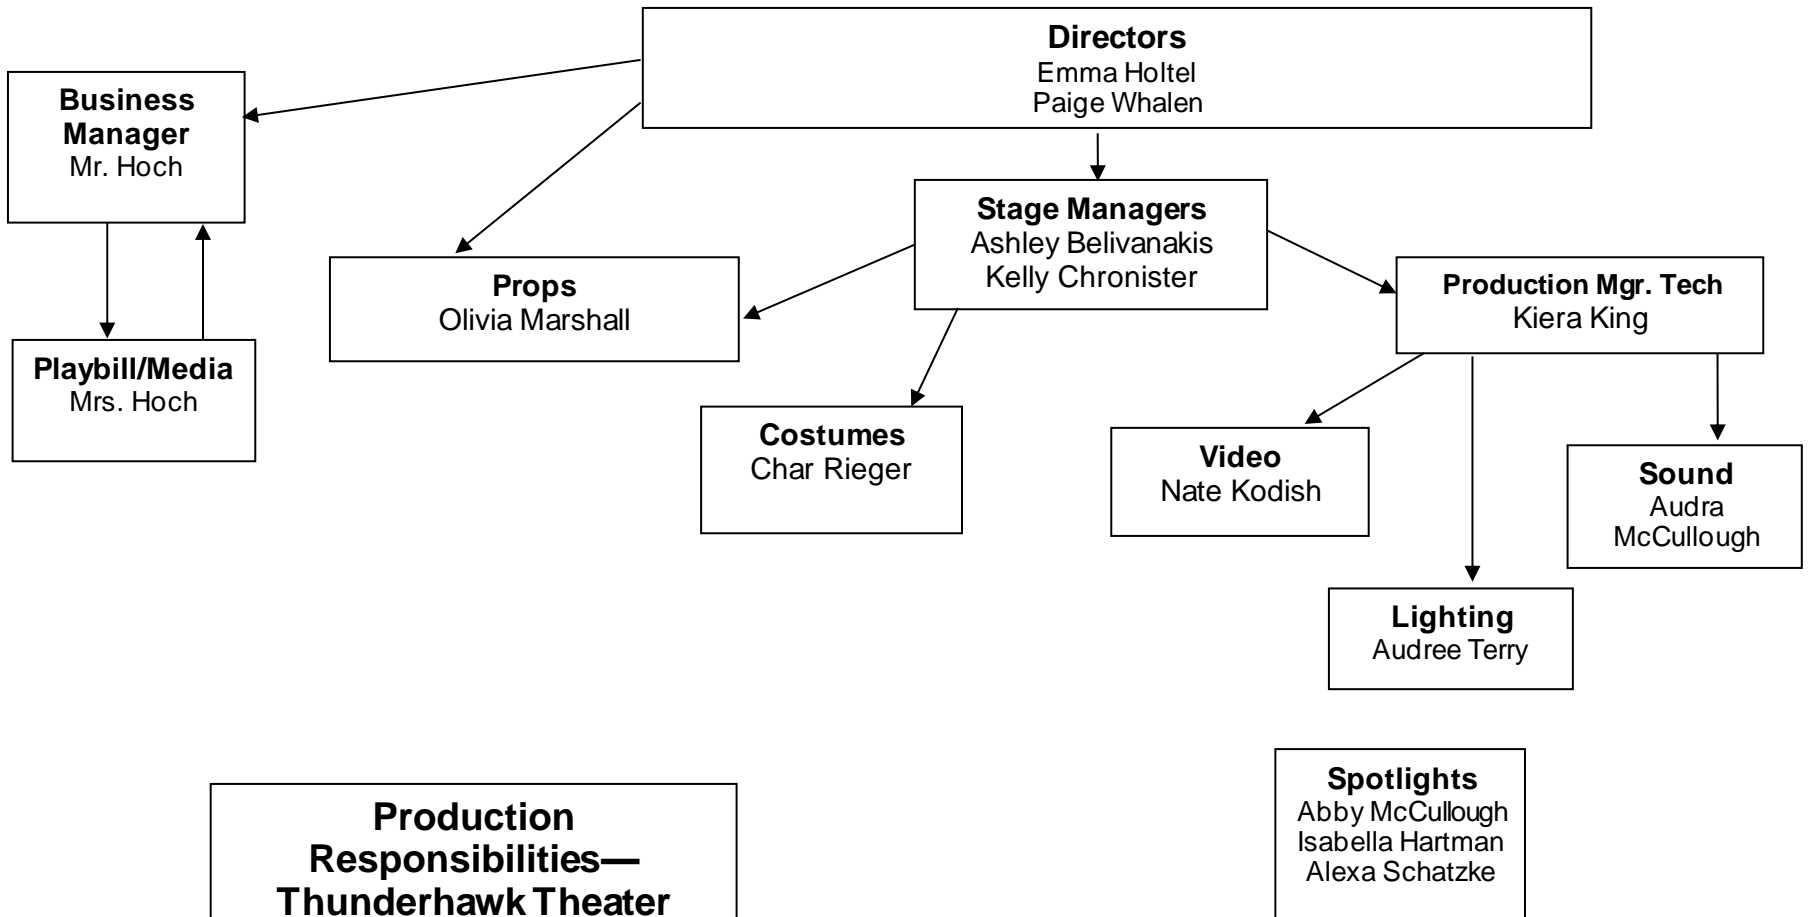 Directors
Emma Holtel
Paige Whalen
Business
Manager
Mr. Hoch
Stage Managers
Ashley Belivanakis
Kelly Chronister
Props
Olivia Marshall
Production Mgr. Tech
Kiera King
Playbill/Media
Mrs. Hoch
Costumes
Char Rieger
Video
Nate Kodish
Sound
Audra
McCullough
Lighting
Audree Terry
Spotlights
Abby McCullough
Isabella Hartman
Alexa Schatzke
Production
Responsibilities—
Thunderhawk Theater